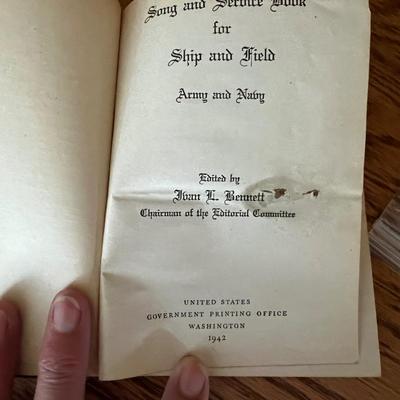 Song and Service Book
for
Ship and Field
Army and Navy
Edited by
Ivan L. Bennett
Chairman of the Editorial Committee
UNITED STATES
GOVERNMENT PRINTING OFFICE
WASHINGTON
1942